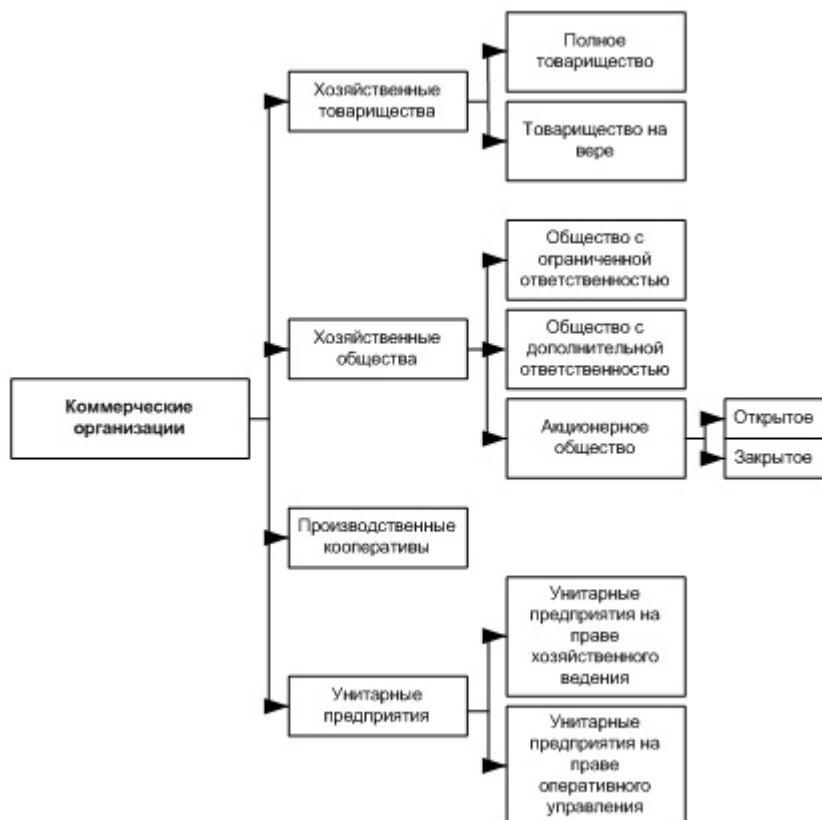 Полное
товарищество
Хозяйственные
товарищества
Товарищество на
вере
Общество с
ограниченной
ответственностью
Хозяйственные
общества
Общество с
дополнительной
ответственностью
Коммерческие
организации
Акционерное
общество
Открытое
Закрытое
Производственные
кооперативы
Унитарные
предприятия на
праве
хозяйственного
ведения
Унитарные
предприятия
Унитарные
предприятия на
праве
оперативного
управления